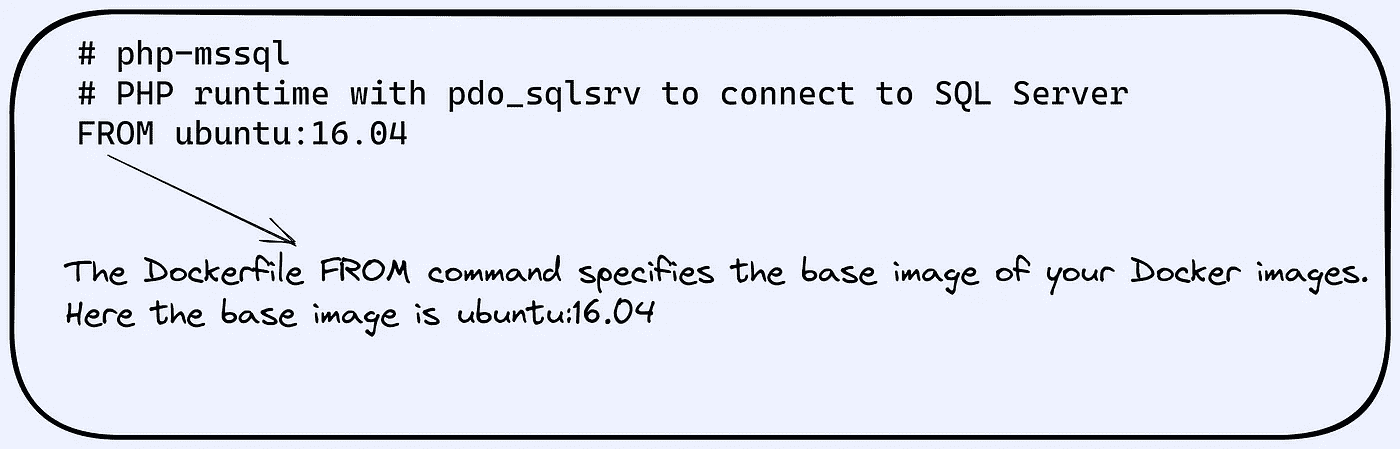 # php-mssql
# PHP runtime with pdo_sqlsrv to connect to SQL Server
FROM ubuntu:16.04
The Dockerfile FROM command specifies the base image of your Docker images.
Here the base image is ubuntu:16.04